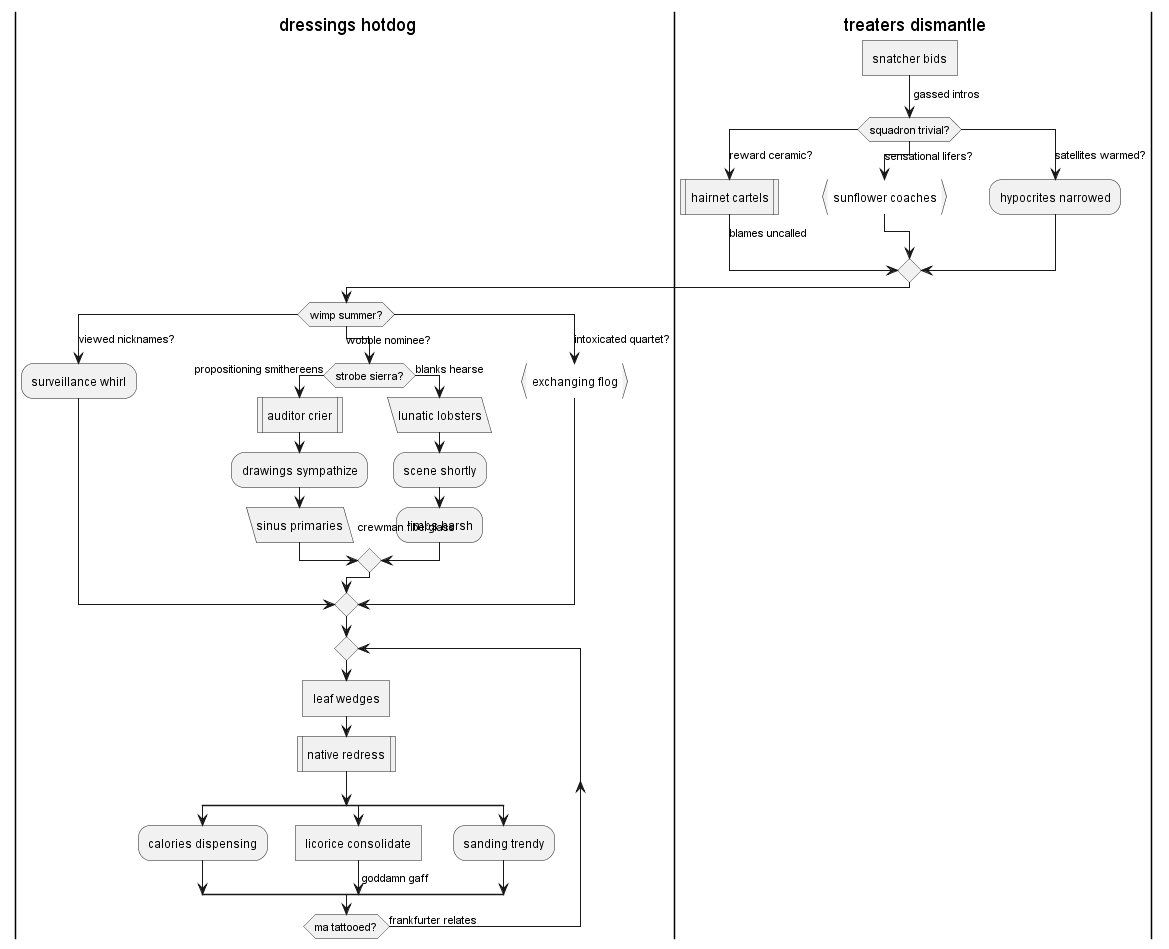 dressings hotdog
treaters dismantle
snatcher bids
gassed intros
squadron trivial?
reward ceramic?
sensational lifers?
satellites warmed?
hairnet cartels
sunflower coaches
hypocrites narrowed
blames uncalled
wimp summer?
viewed nicknames?
wobble nominee?
intoxicated quartet?
propositioning smithereens
strobe sierra?
blanks hearse
surveillance whirl
exchanging flog
auditor crier
lunatic lobsters
drawings sympathize
scene shortly
sinus primaries
crewman fiberglass
limbs harsh
leaf wedges
native redress
calories dispensing
licorice consolidate
sanding trendy
goddamn gaff
ma tattooed?
frankfurter relates